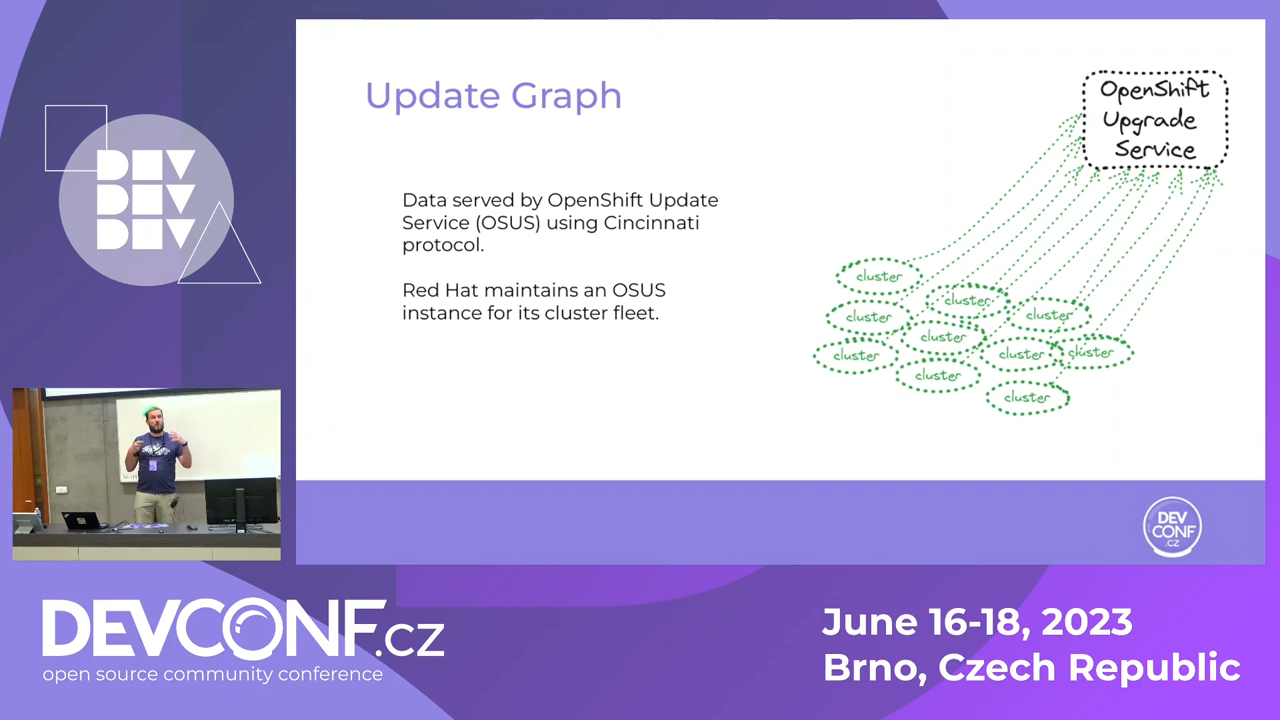 Update Graph
Data served by OpenShift Update
Service (OSUS) using Cincinnati
protocol.
Red Hat maintains an OSUS
instance for its cluster fleet.
OpenShift
Upgrade
Service
cluster
cluster
cluster
cluster
cluster
cluster
cluster
cluster
cluster
cluster
DEV
CONF
.CZ
DEV
DEV
DEV
DEVCONF.cz
open source community conference
June 16-18, 2023
Brno, Czech Republic